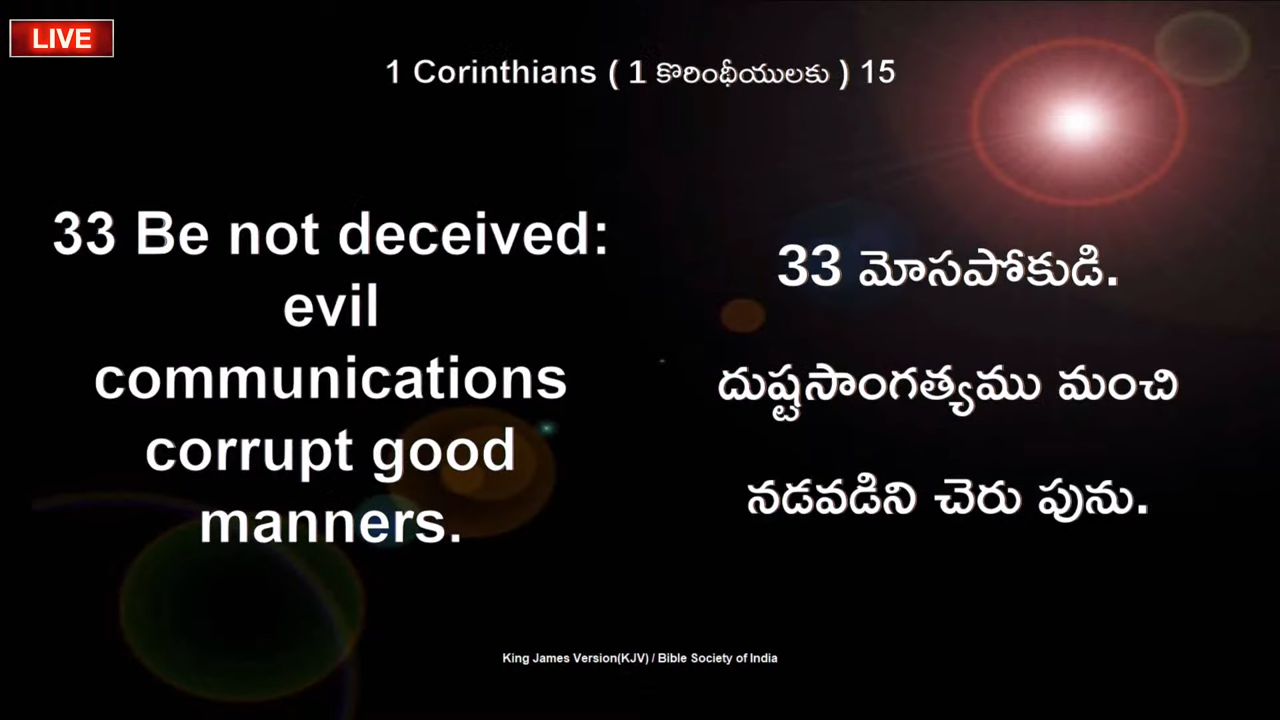 LIVE
1 Corinthians ( 1 కొరింథీయులకు ) 15
33 Be not deceived:
evil
communications
corrupt good
manners.
33 మోసపోకుడి.
దుష్టసాంగత్యము మంచి
నడవడిని చెరు పును.
King James Version(KJV) / Bible Society of India